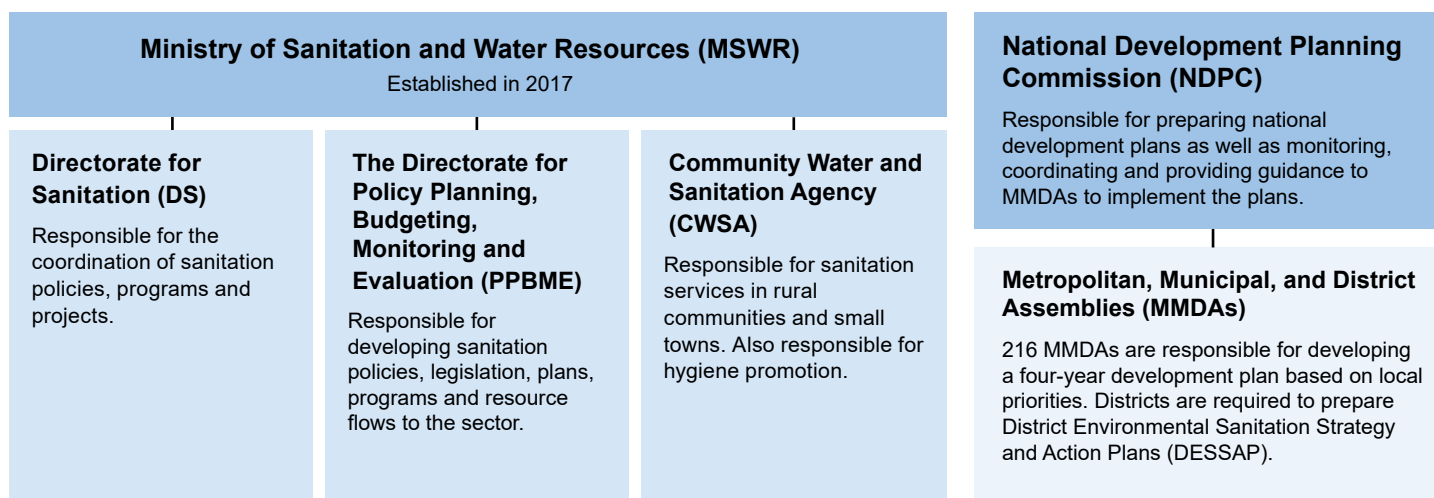 Ministry of Sanitation and Water Resources (MSWR)
Established in 2017
Directorate for
Sanitation (DS)
Responsible for the
coordination of sanitation
policies, programs and
projects.
The Directorate for
Policy Planning,
Budgeting,
Monitoring and
Evaluation (PPBME)
Responsible for
developing sanitation
policies, legislation, plans,
programs and resource
flows to the sector.
Community Water and
Sanitation Agency
(CWSA)
Responsible for sanitation
services in rural
communities and small
towns. Also responsible for
hygiene promotion.
National Development Planning
Commission (NDPC)
Responsible for preparing national
development plans as well as monitoring,
coordinating and providing guidance to
MMDAs to implement the plans.
Metropolitan, Municipal, and District
Assemblies (MMDAs)
216 MMDAs are responsible for developing
a four-year development plan based on local
priorities. Districts are required to prepare
District Environmental Sanitation Strategy
and Action Plans (DESSAP).